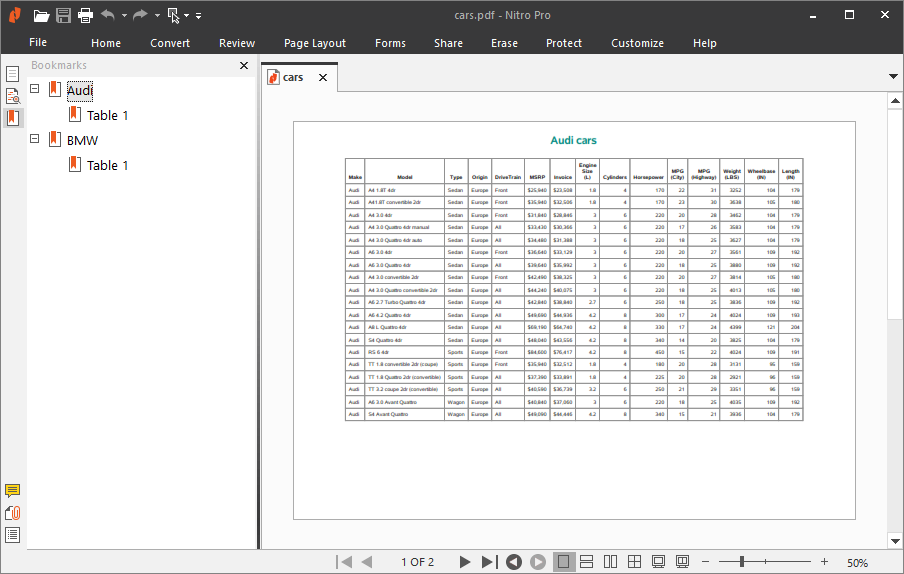 cars.pdf - Nitro Pro
File Home Convert Review Page Layout Forms Share Erase Protect Customize Help
Bookmarks
Audi
Table 1
BMW
Table 1
cars
Audi cars
Make Model Type Origin DriveTrain MSRP Invoice Engine Size (L) Cylinders Horsepower MPG (City) MPG (Highway) Weight (LBS) Wheelbase (IN) Length (IN)
Audi A4 1.8T 4dr Sedan Europe Front $25,940 $23,508 1.8 4 170 22 31 3252 104 179
Audi A41.8T convertible 2dr Sedan Europe Front $35,940 $32,506 1.8 4 170 23 30 3638 105 180
Audi A4 3.0 4dr Sedan Europe Front $31,840 $28,846 3 6 220 20 28 3462 104 179
Audi A4 3.0 Quattro 4dr manual Sedan Europe All $33,430 $30,366 3 6 220 17 26 3583 104 179
Audi A4 3.0 Quattro 4dr auto Sedan Europe All $34,480 $31,388 3 6 220 18 25 3627 104 179
Audi A6 3.0 4dr Sedan Europe Front $36,640 $33,129 3 6 220 20 27 3561 109 192
Audi A6 3.0 Quattro 4dr Sedan Europe All $39,640 $35,992 3 6 220 18 25 3880 109 192
Audi A4 3.0 convertible 2dr Sedan Europe Front $42,490 $38,325 3 6 220 20 27 3814 105 180
Audi A4 3.0 Quattro convertible 2dr Sedan Europe All $44,240 $40,075 3 6 220 18 25 4013 105 180
Audi A6 2.7 Turbo Quattro 4dr Sedan Europe All $42,840 $38,840 2.7 6 250 18 25 3836 109 192
Audi A6 4.2 Quattro 4dr Sedan Europe All $49,690 $44,936 4.2 8 300 17 24 4024 109 193
Audi A8 L Quattro 4dr Sedan Europe All $69,190 $64,740 4.2 8 330 17 24 4399 121 204
Audi S4 Quattro 4dr Sedan Europe All $48,040 $43,556 4.2 8 340 14 20 3825 104 179
Audi RS 6 4dr Sports Europe Front $84,600 $76,417 4.2 8 450 15 22 4024 109 191
Audi TT 1.8 convertible 2dr (coupe) Sports Europe Front $35,940 $32,512 1.8 4 180 20 28 3131 95 159
Audi TT 1.8 Quattro 2dr (convertible) Sports Europe All $37,390 $33,891 1.8 4 225 20 28 2921 96 159
Audi TT 3.2 coupe 2dr (convertible) Sports Europe All $40,590 $36,739 3.2 6 250 21 29 3351 96 159
Audi A6 3.0 Avant Quattro Wagon Europe All $40,840 $37,060 3 6 220 18 25 4035 109 192
Audi S4 Avant Quattro Wagon Europe All $49,090 $44,446 4.2 8 340 15 21 3936 104 179
1 OF 2 50%